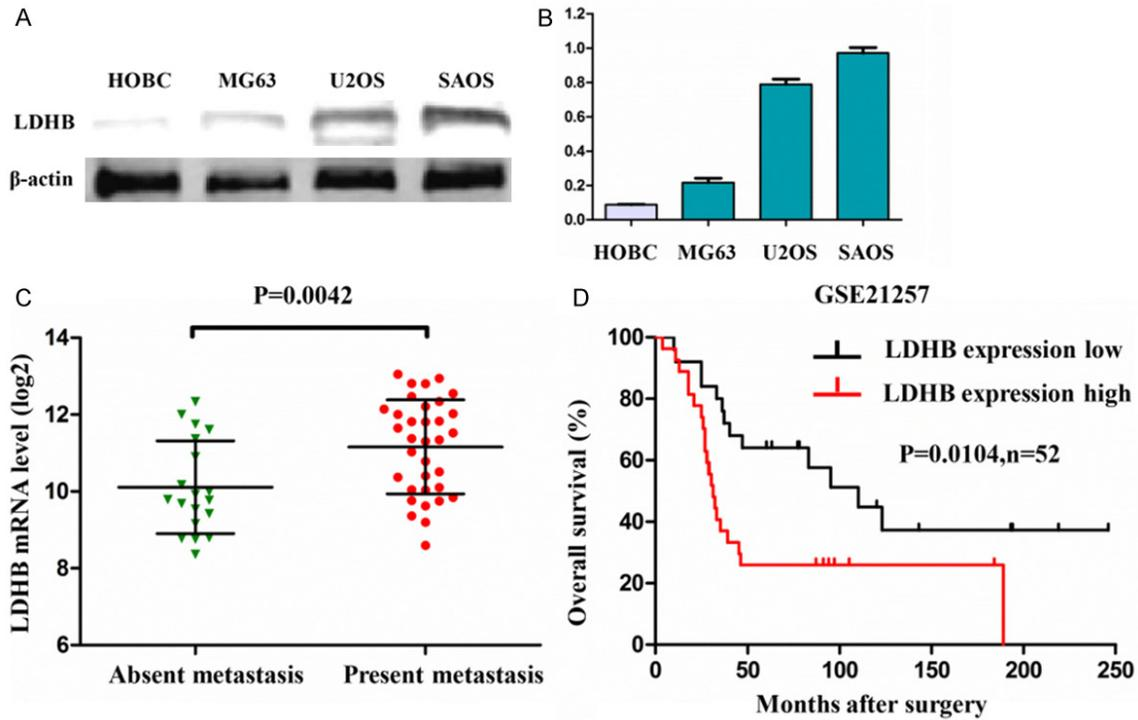 A
HOBC MG63 U2OS SAOS
LDHB
β-actin
B
1.2
1.0
0.8
0.6
0.4
0.2
0.0
HOBC MG63 U2OS SAOS
C
P=0.0042
LDHB mRNA level (log2)
14
12
10
8
6
Absent metastasis Present metastasis
D
GSE21257
LDHB expression low
LDHB expression high
P=0.0104,n=52
Overall survival (%)
100
80
60
40
20
0
0 50 100 150 200 250
Months after surgery